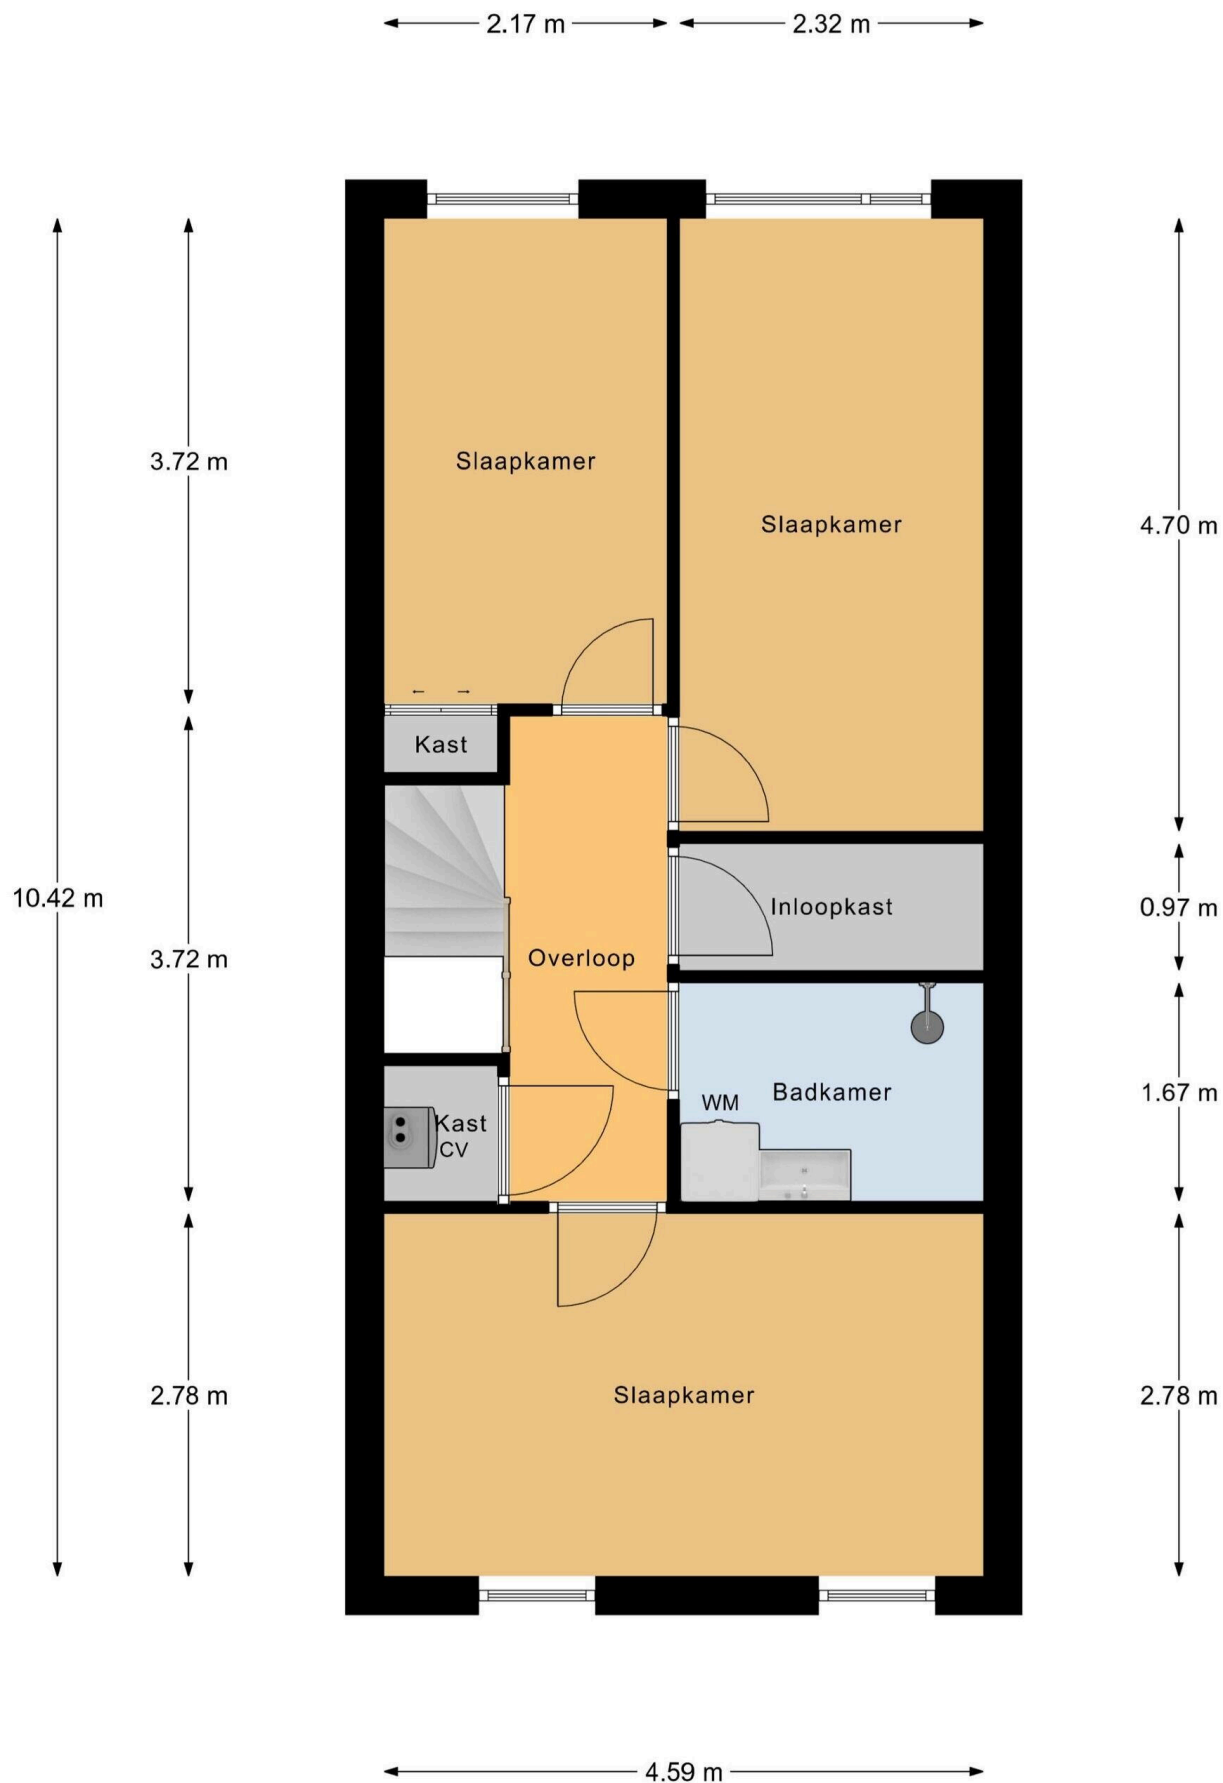 2.17 m
2.32 m
3.72 m
Slaapkamer
Slaapkamer
4.70 m
← →
Kast
10.42 m
Inloopkast
0.97 m
3.72 m
Overloop
WM
Badkamer
1.67 m
Kast
CV
2.78 m
Slaapkamer
2.78 m
4.59 m